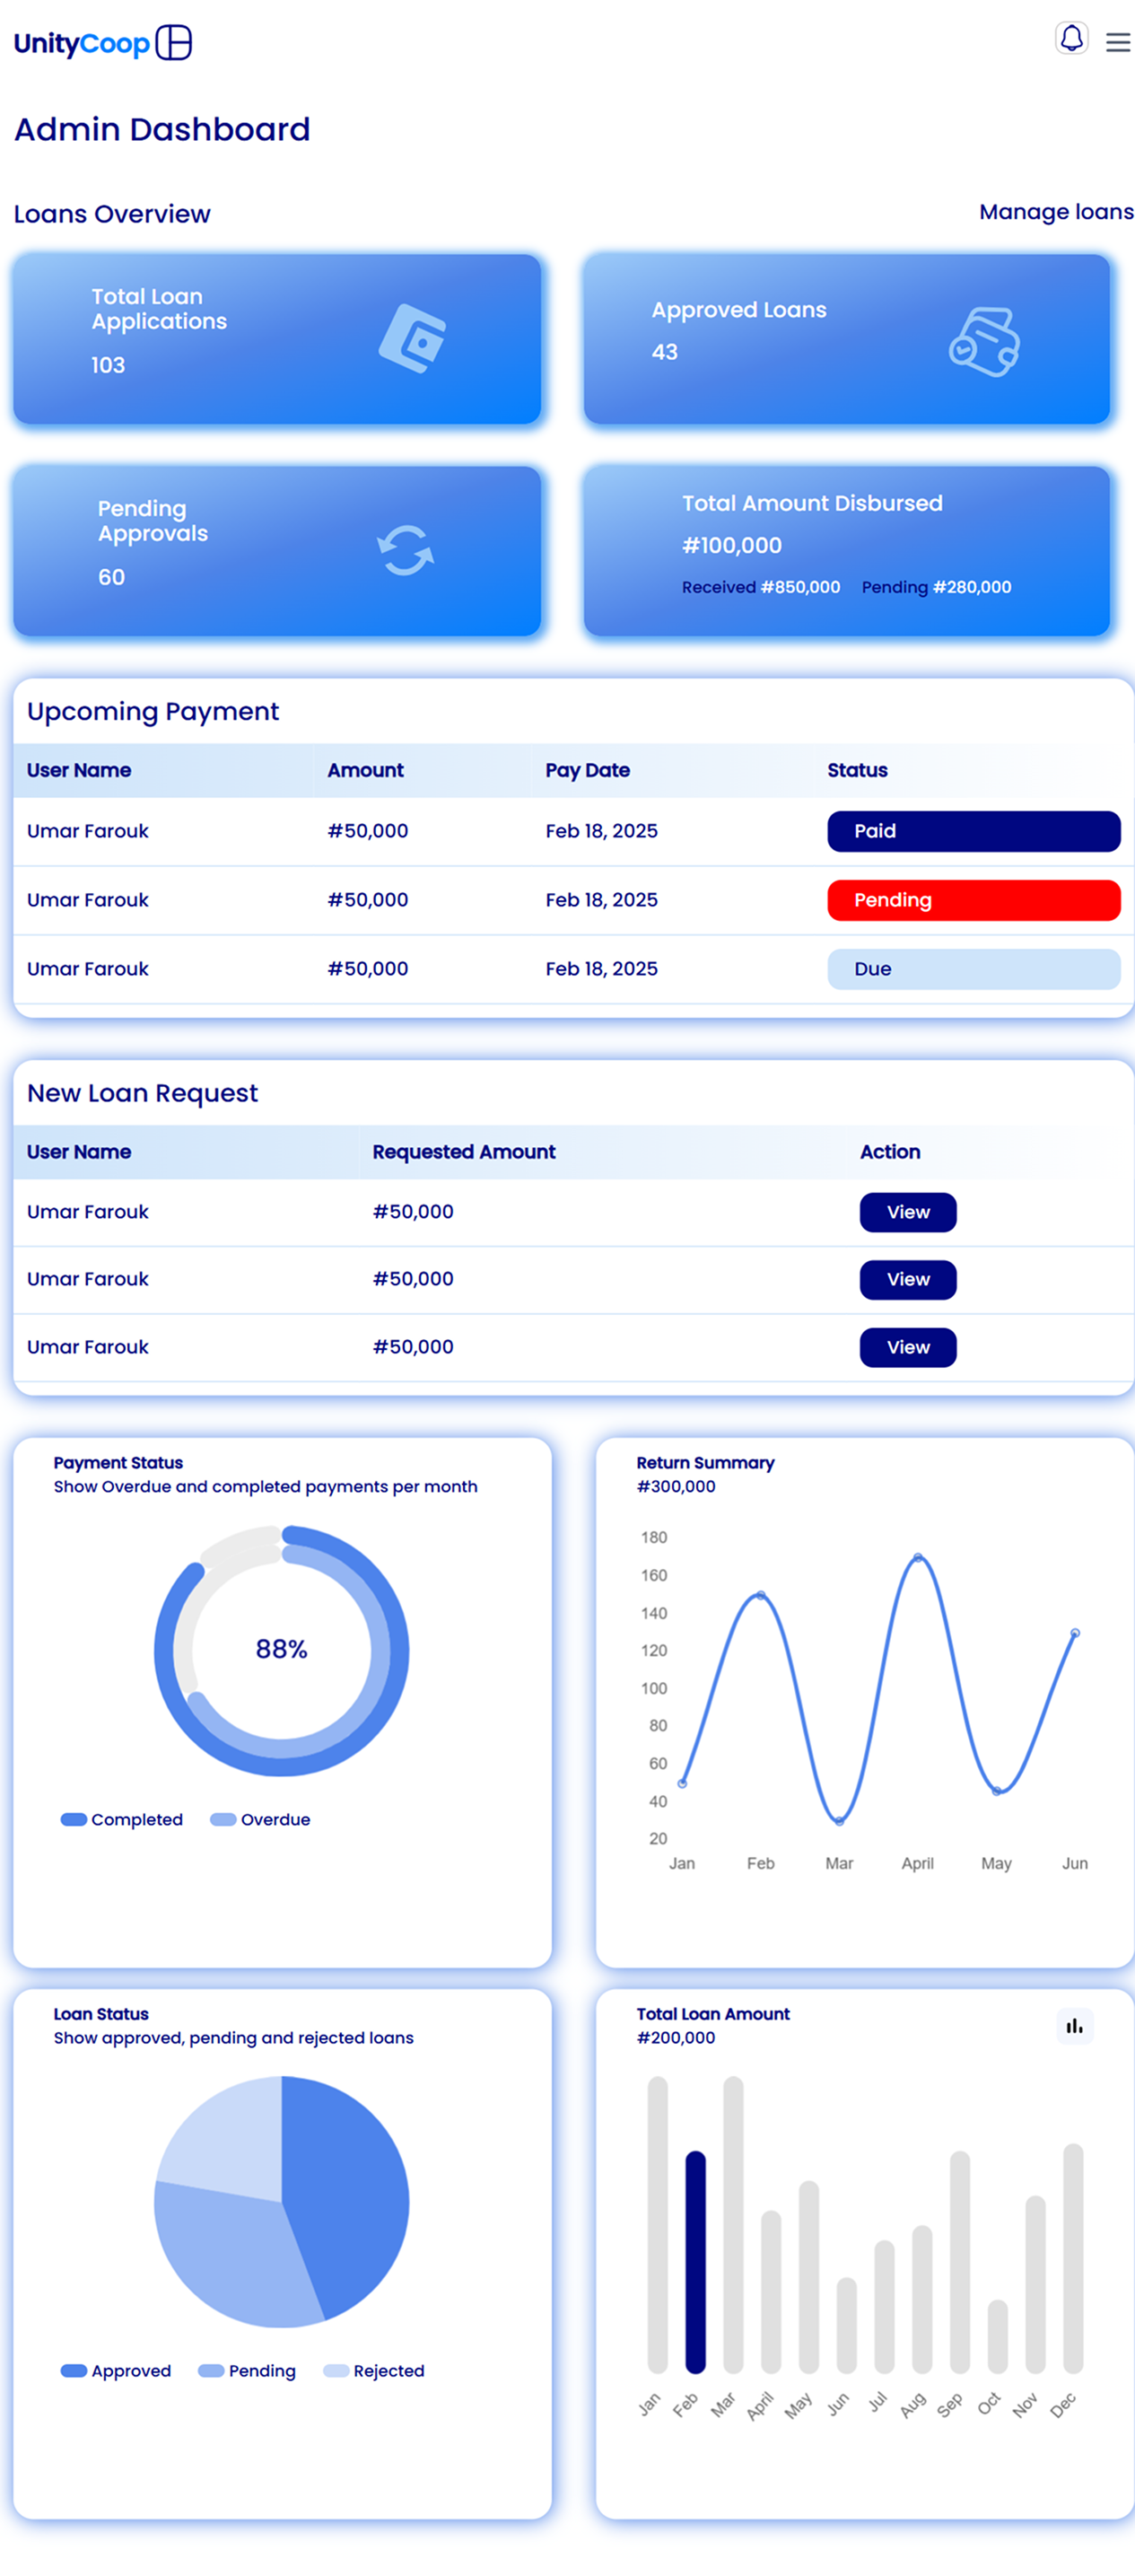 UnityCoop
Admin Dashboard
Loans Overview
Manage loans
Total Loan
Applications
103
Approved Loans
43
Pending
Approvals
60
Total Amount Disbursed
#100,000
Received #850,000 Pending #280,000
Upcoming Payment
User Name Amount Pay Date Status
Umar Farouk #50,000 Feb 18, 2025 Paid
Umar Farouk #50,000 Feb 18, 2025 Pending
Umar Farouk #50,000 Feb 18, 2025 Due
New Loan Request
User Name Requested Amount Action
Umar Farouk #50,000 View
Umar Farouk #50,000 View
Umar Farouk #50,000 View
Payment Status
Show Overdue and completed payments per month
88%
Completed Overdue
Return Summary
#300,000
180
160
140
120
100
80
60
40
20
Jan Feb Mar April May Jun
Loan Status
Show approved, pending and rejected loans
Approved Pending Rejected
Total Loan Amount
#200,000
Jan Feb Mar April May Jun Jul Aug Sep Oct Nov Dec